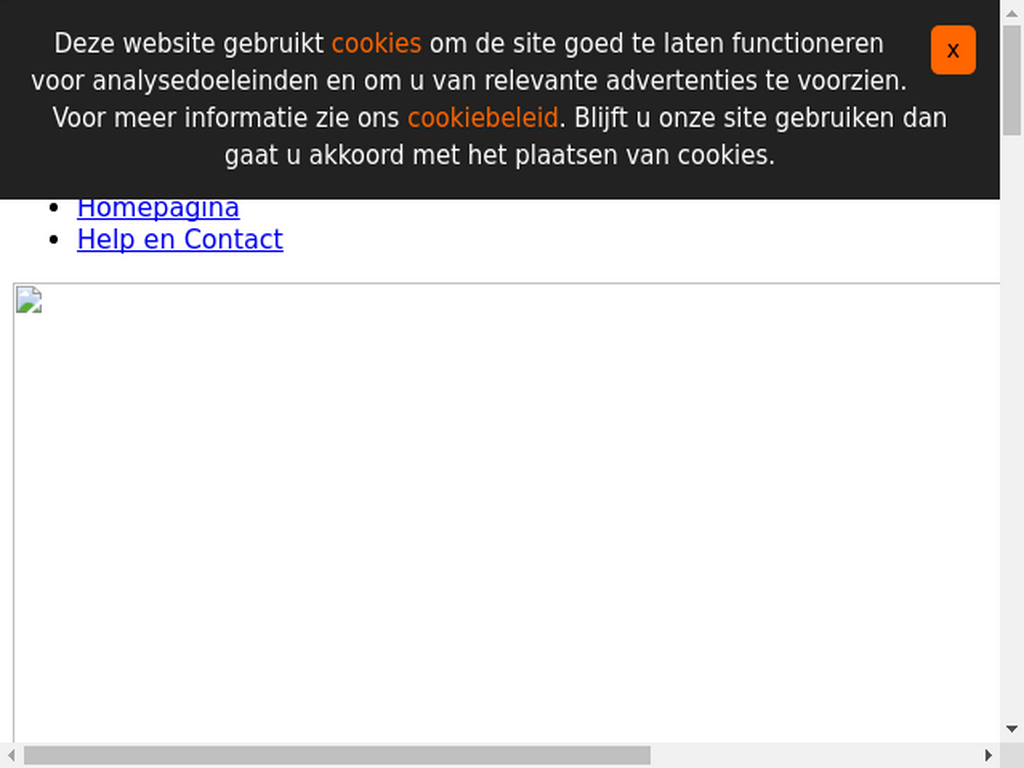 Deze website gebruikt cookies om de site goed te laten functioneren
x
voor analysedoeleinden en om u van relevante advertenties te voorzien.
Voor meer informatie zie ons cookiebeleid. Blijft u onze site gebruiken dan
gaat u akkoord met het plaatsen van cookies.
Homepagina
Help en Contact